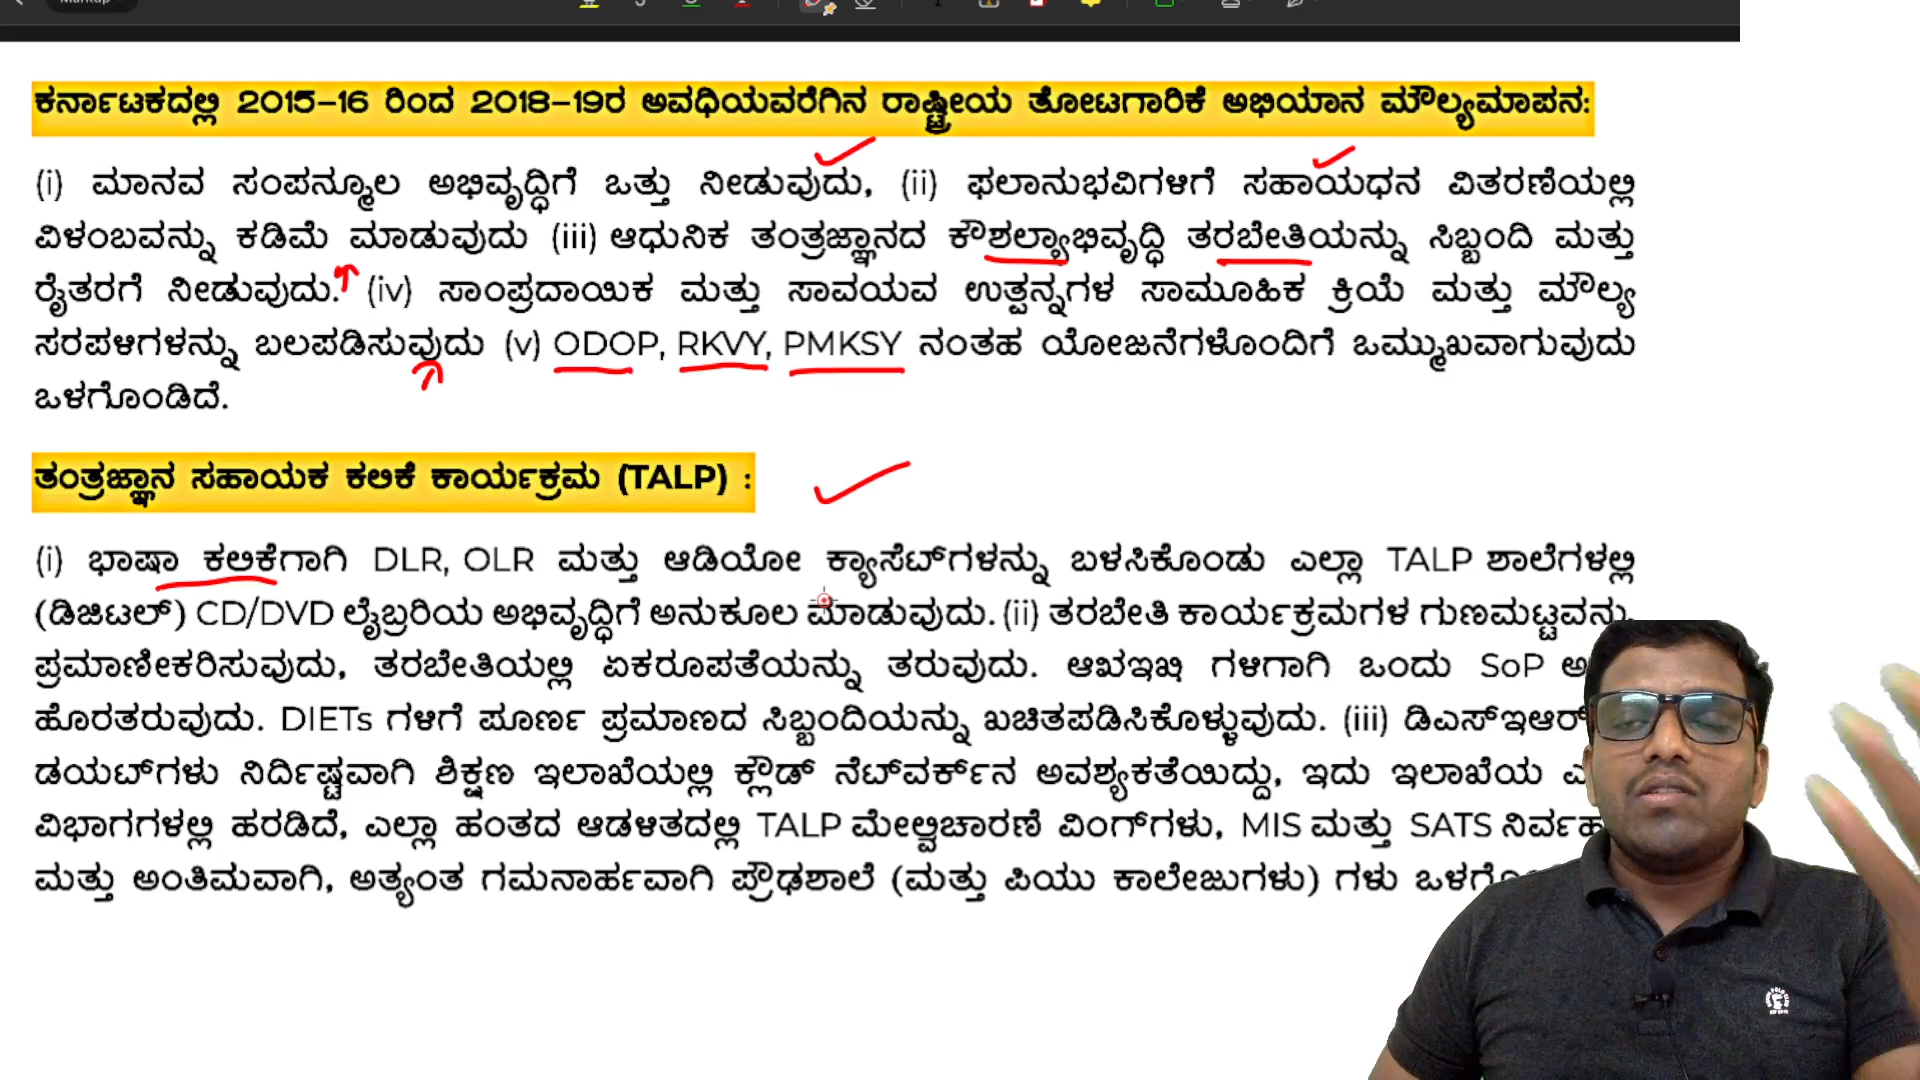 ಕರ್ನಾಟಕದಲ್ಲಿ 2015-16 ರಿಂದ 2018-19ರ ಅವಧಿಯವರೆಗಿನ ರಾಷ್ಟ್ರೀಯ ತೋಟಗಾರಿಕೆ ಅಭಿಯಾನ ಮೌಲ್ಯಮಾಪನ:
(i) ಮಾನವ ಸಂಪನ್ಮೂಲ ಅಭಿವೃದ್ಧಿಗೆ ಒತ್ತು ನೀಡುವುದು, (ii) ಫಲಾನುಭವಿಗಳಿಗೆ ಸಹಾಯಧನ ವಿತರಣೆಯಲ್ಲಿ
ವಿಳಂಬವನ್ನು ಕಡಿಮೆ ಮಾಡುವುದು (iii) ಆಧುನಿಕ ತಂತ್ರಜ್ಞಾನದ ಕೌಶಲ್ಯಾಭಿವೃದ್ಧಿ ತರಬೇತಿಯನ್ನು ಸಿಬ್ಬಂದಿ ಮತ್ತು
ರೈತರಗೆ ನೀಡುವುದು. (iv) ಸಾಂಪ್ರದಾಯಿಕ ಮತ್ತು ಸಾವಯವ ಉತ್ಪನ್ನಗಳ ಸಾಮೂಹಿಕ ಕ್ರಿಯೆ ಮತ್ತು ಮೌಲ್ಯ
ಸರಪಳಿಗಳನ್ನು ಬಲಪಡಿಸುವುದು (v) ODOP, RKVY, PMKSY ನಂತಹ ಯೋಜನೆಗಳೊಂದಿಗೆ ಒಮ್ಮುಖವಾಗುವುದು
ಒಳಗೊಂಡಿದೆ.
ತಂತ್ರಜ್ಞಾನ ಸಹಾಯಕ ಕಲಿಕೆ ಕಾರ್ಯಕ್ರಮ (TALP) :
(i) ಭಾಷಾ ಕಲಿಕೆಗಾಗಿ DLR, OLR ಮತ್ತು ಆಡಿಯೋ ಕ್ಯಾಸೆಟ್‌ಗಳನ್ನು ಬಳಸಿಕೊಂಡು ಎಲ್ಲಾ TALP ಶಾಲೆಗಳಲ್ಲಿ
(ಡಿಜಿಟಲ್) CD/DVD ಲೈಬ್ರರಿಯ ಅಭಿವೃದ್ಧಿಗೆ ಅನುಕೂಲ ಮಾಡುವುದು. (ii) ತರಬೇತಿ ಕಾರ್ಯಕ್ರಮಗಳ ಗುಣಮಟ್ಟವನ್ನು
ಪ್ರಮಾಣೀಕರಿಸುವುದು, ತರಬೇತಿಯಲ್ಲಿ ಏಕರೂಪತೆಯನ್ನು ತರುವುದು. ಆಖಇಖಿ ಗಳಿಗಾಗಿ ಒಂದು SoP
ಹೊರತರುವುದು. DIETs ಗಳಿಗೆ ಪೂರ್ಣ ಪ್ರಮಾಣದ ಸಿಬ್ಬಂದಿಯನ್ನು ಖಚಿತಪಡಿಸಿಕೊಳ್ಳುವುದು. (iii) ಡಿಎಸ್‌ಇಆರ್
ಡಯಟ್‌ಗಳು ನಿರ್ದಿಷ್ಟವಾಗಿ ಶಿಕ್ಷಣ ಇಲಾಖೆಯಲ್ಲಿ ಕ್ಲೌಡ್ ನೆಟ್‌ವರ್ಕ್‌ನ ಅವಶ್ಯಕತೆಯಿದ್ದು, ಇದು ಇಲಾಖೆಯ
ವಿಭಾಗಗಳಲ್ಲಿ ಹರಡಿದೆ, ಎಲ್ಲಾ ಹಂತದ ಆಡಳಿತದಲ್ಲಿ TALP ಮೇಲ್ವಿಚಾರಣೆ ವಿಂಗ್‌ಗಳು, MIS ಮತ್ತು SATS
ಮತ್ತು ಅಂತಿಮವಾಗಿ, ಅತ್ಯಂತ ಗಮನಾರ್ಹವಾಗಿ ಪ್ರೌಢಶಾಲೆ (ಮತ್ತು ಪಿಯು ಕಾಲೇಜುಗಳು) ಗಳು